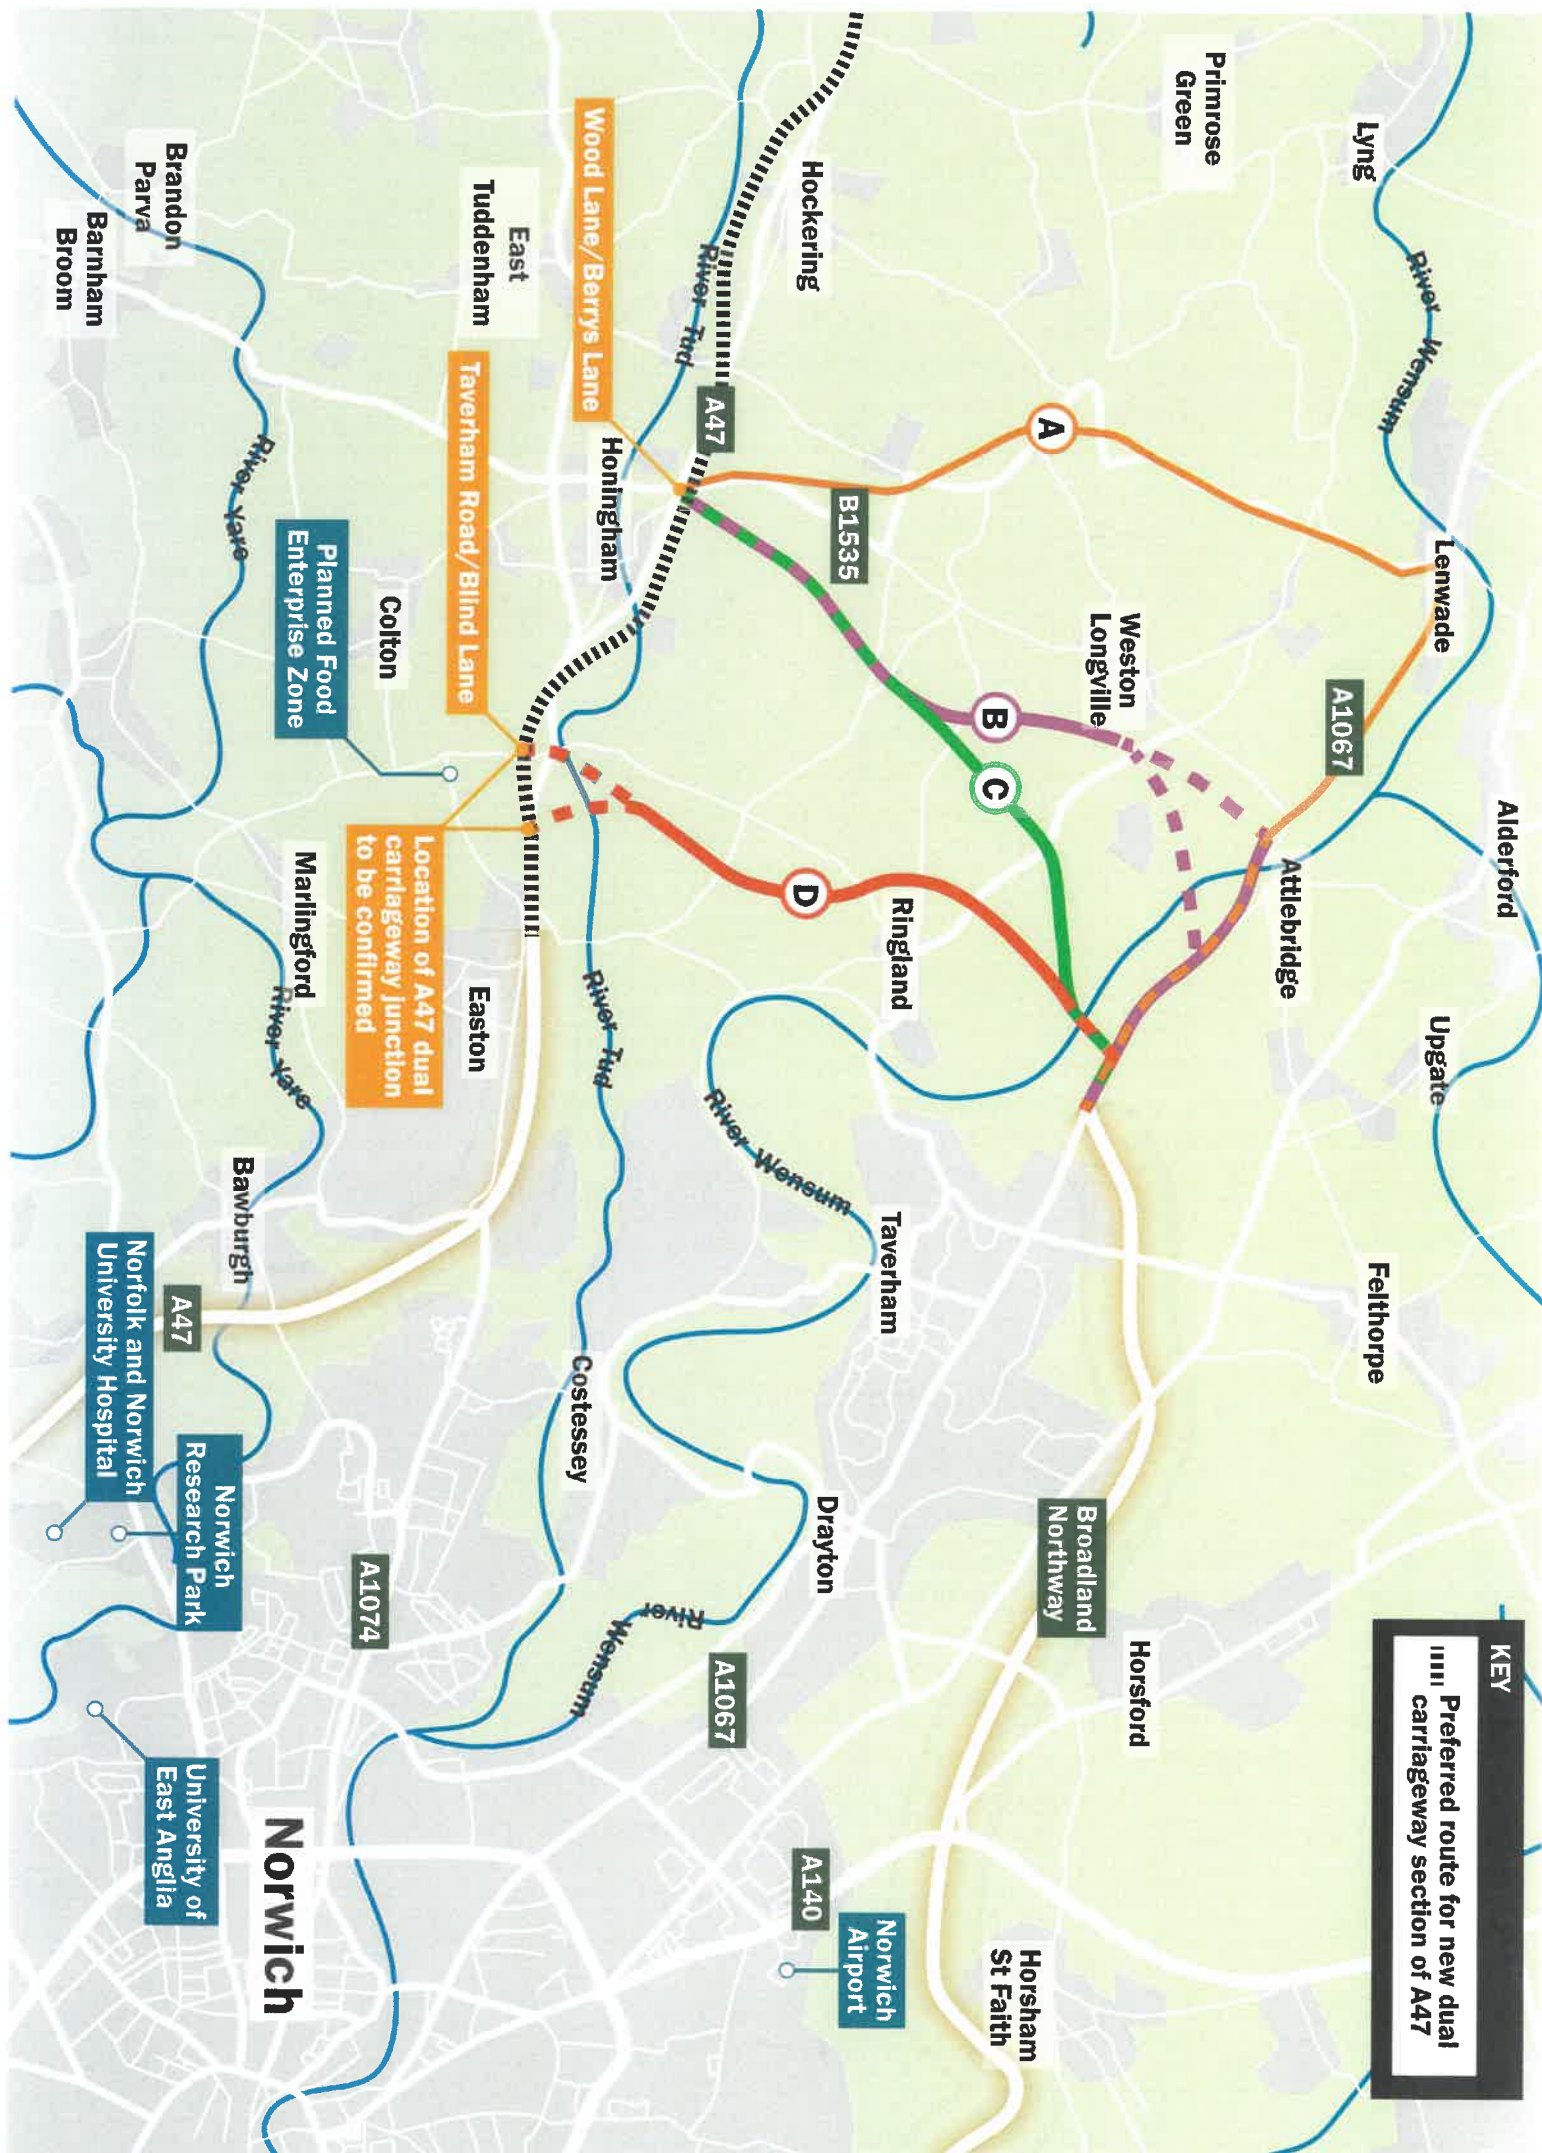 KEY
Preferred route for new dual
carriageway section of A47
Lyng
River Wensum
Lenwade
Alderford
Upgate
Felthorpe
Primrose
Green
A1067
Attlebridge
Weston
Longville
Horsford
Broadland
Northway
Horsham
St Faith
A
B
C
Hockering
B1535
D
Ringland
Taverham
Drayton
Norwich
Airport
A140
A47
River Tud
River Wensum
River
Wensum
A1067
Wood Lane/Berrys Lane
Honingham
River Tud
Costessey
East
Tuddenham
Taverham Road/Blind Lane
Easton
Location of A47 dual
carriageway junction
to be confirmed
Colton
A1074
Planned Food
Enterprise Zone
Marlingford
River Yare
River Yare
Bawburgh
Norwich
Brandon
Parva
Barnham
Broom
A47
Norwich
Research Park
Norfolk and Norwich
University Hospital
University of
East Anglia